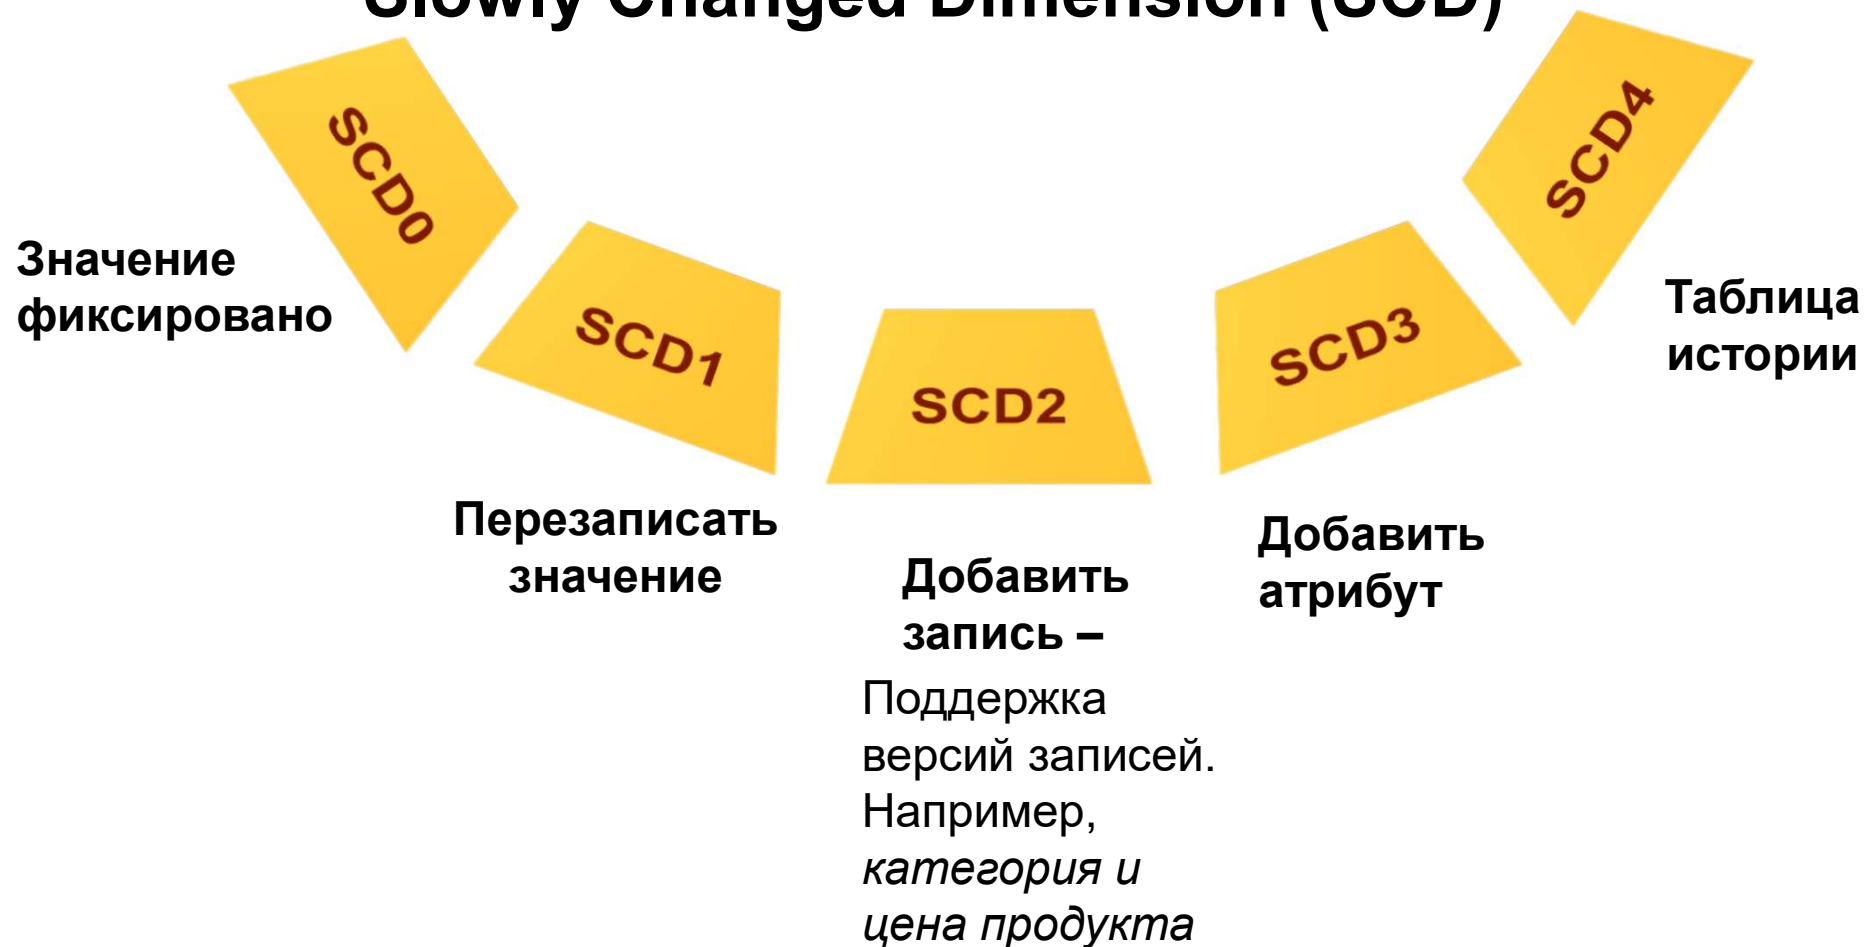 Slowly Changed Dimension (SCD)
SCD0
Значение
фиксировано
SCD1
Перезаписать
значение
SCD2
Добавить
запись –
Поддержка
версий записей.
Например,
категория и
цена продукта
SCD3
Добавить
атрибут
SCD4
Таблица
истории